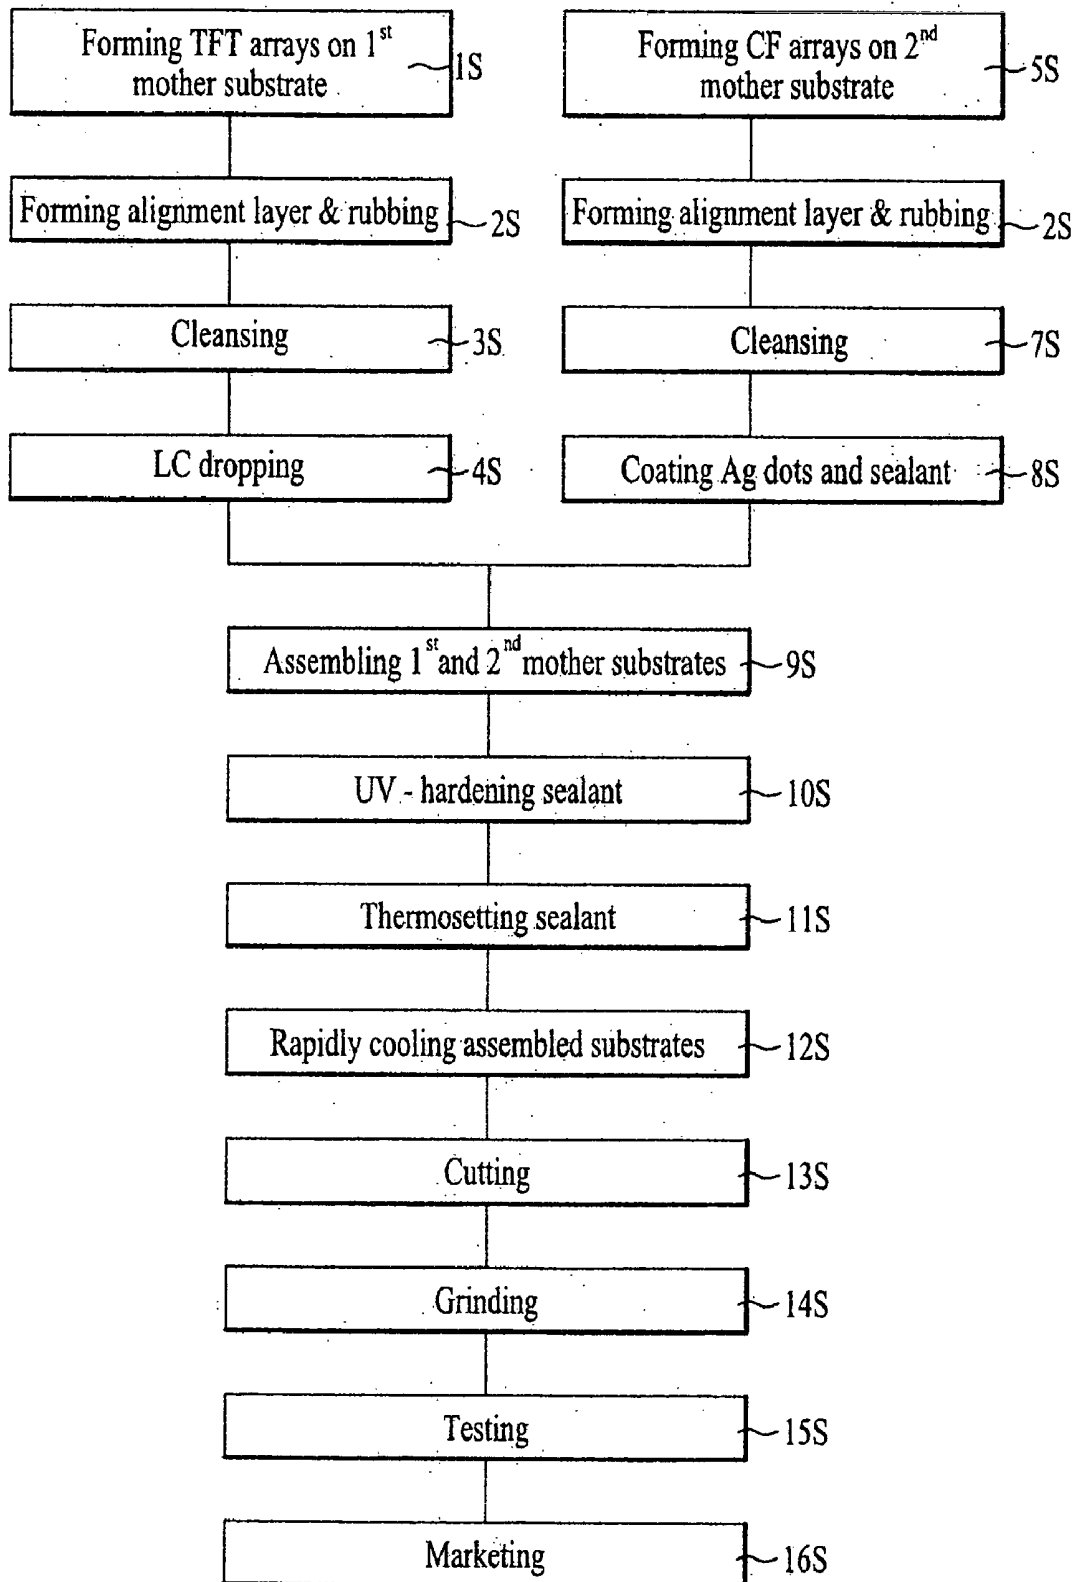 Forming TFT arrays on 1st
mother substrate
1S
Forming alignment layer & rubbing
2S
Cleansing
3S
LC dropping
4S
Forming CF arrays on 2nd
mother substrate
5S
Forming alignment layer & rubbing
2S
Cleansing
7S
Coating Ag dots and sealant
8S
Assembling 1st and 2nd mother substrates
9S
UV - hardening sealant
10S
Thermosetting sealant
11S
Rapidly cooling assembled substrates
12S
Cutting
13S
Grinding
14S
Testing
15S
Marketing
16S